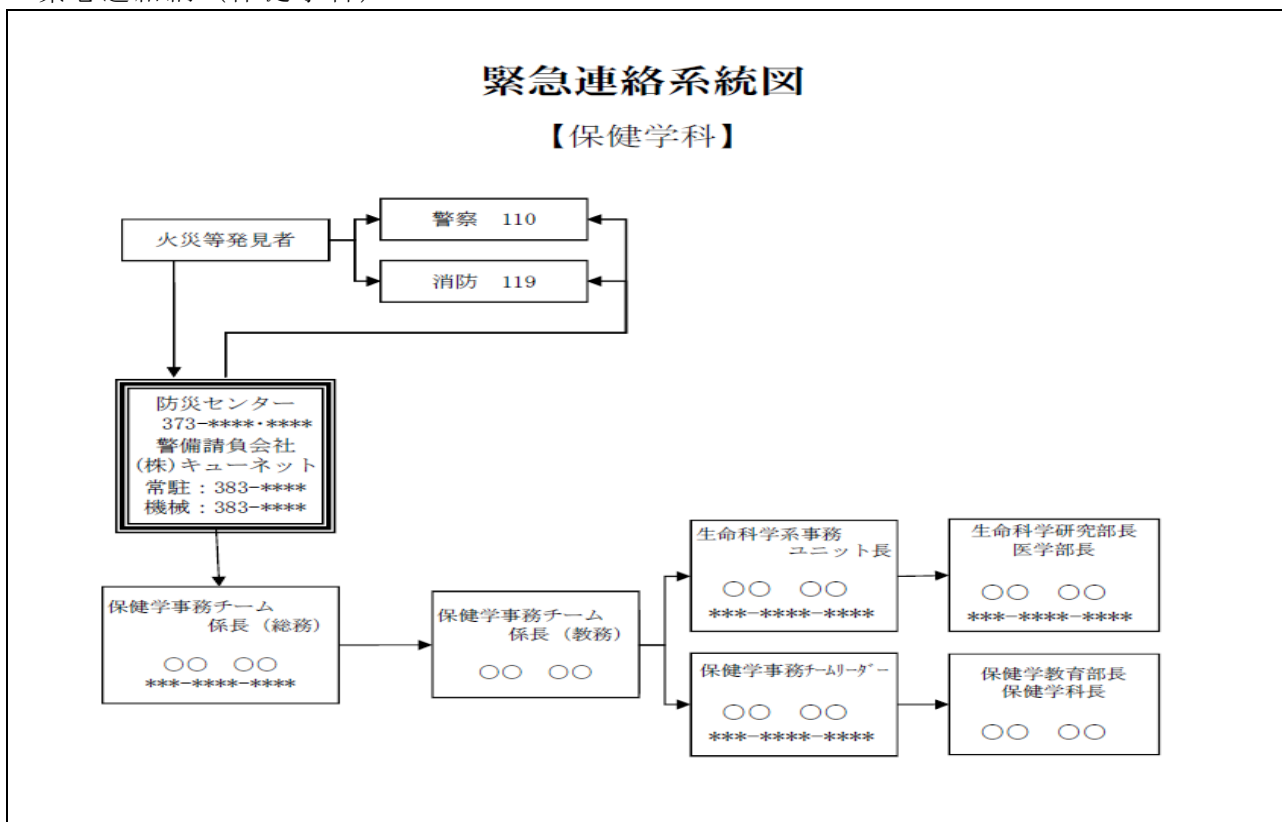 緊急連絡系統図
【保健学科】
警察 110
火災等発見者
消防 119
防災センター
373-****・****
警備請負会社
(株)キューネット
常駐：383-****
機械：383-****
生命科学系事務
ユニット長
○○ ○○
***-****-****
生命科学研究部長
医学部長
○○ ○○
***-****-****
保健学事務チーム
係長（総務）
○○ ○○
***-****-****
保健学事務チーム
係長（教務）
○○ ○○
保健学事務ﾁｰﾑﾘｰﾀﾞｰ
○○ ○○
***-****-****
保健学教育部長
保健学科長
○○ ○○